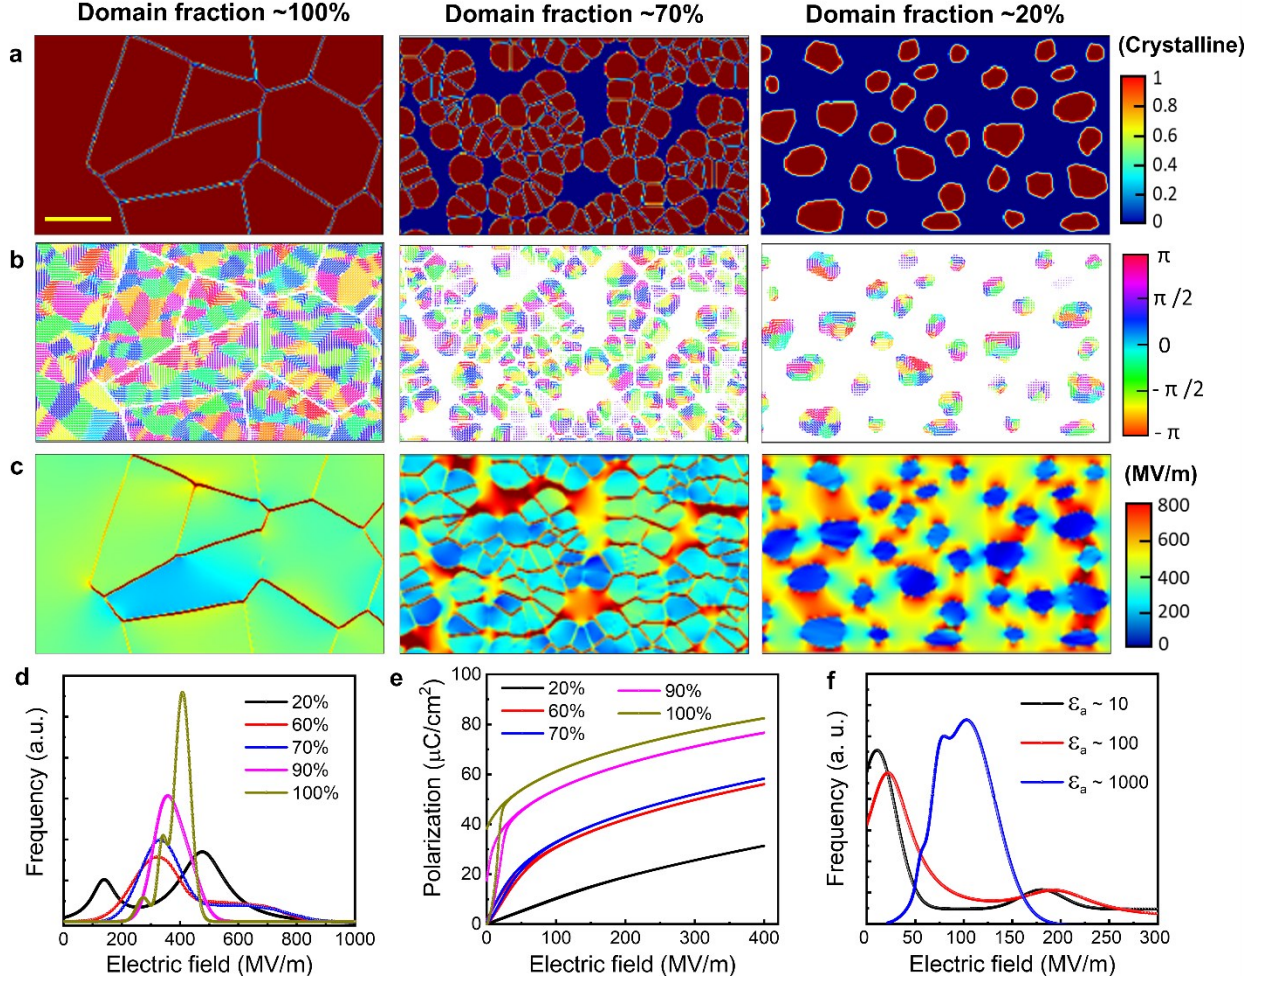 Domain fraction ~100%
Domain fraction ~70%
Domain fraction ~20%
a
(Crystalline)
1
0.8
0.6
0.4
0.2
0
b
π
π /2
0
- π /2
- π
c
(MV/m)
800
600
400
200
0
d
20%
60%
70%
90%
100%
Frequency (a.u.)
0 200 400 600 800 1000
Electric field (MV/m)
e
100
80
60
40
20
0
20%
60%
70%
90%
100%
Polarization (μC/cm²)
0 100 200 300 400
Electric field (MV/m)
f
εa ~ 10
εa ~ 100
εa ~ 1000
Frequency (a. u.)
0 50 100 150 200 250 300
Electric field (MV/m)